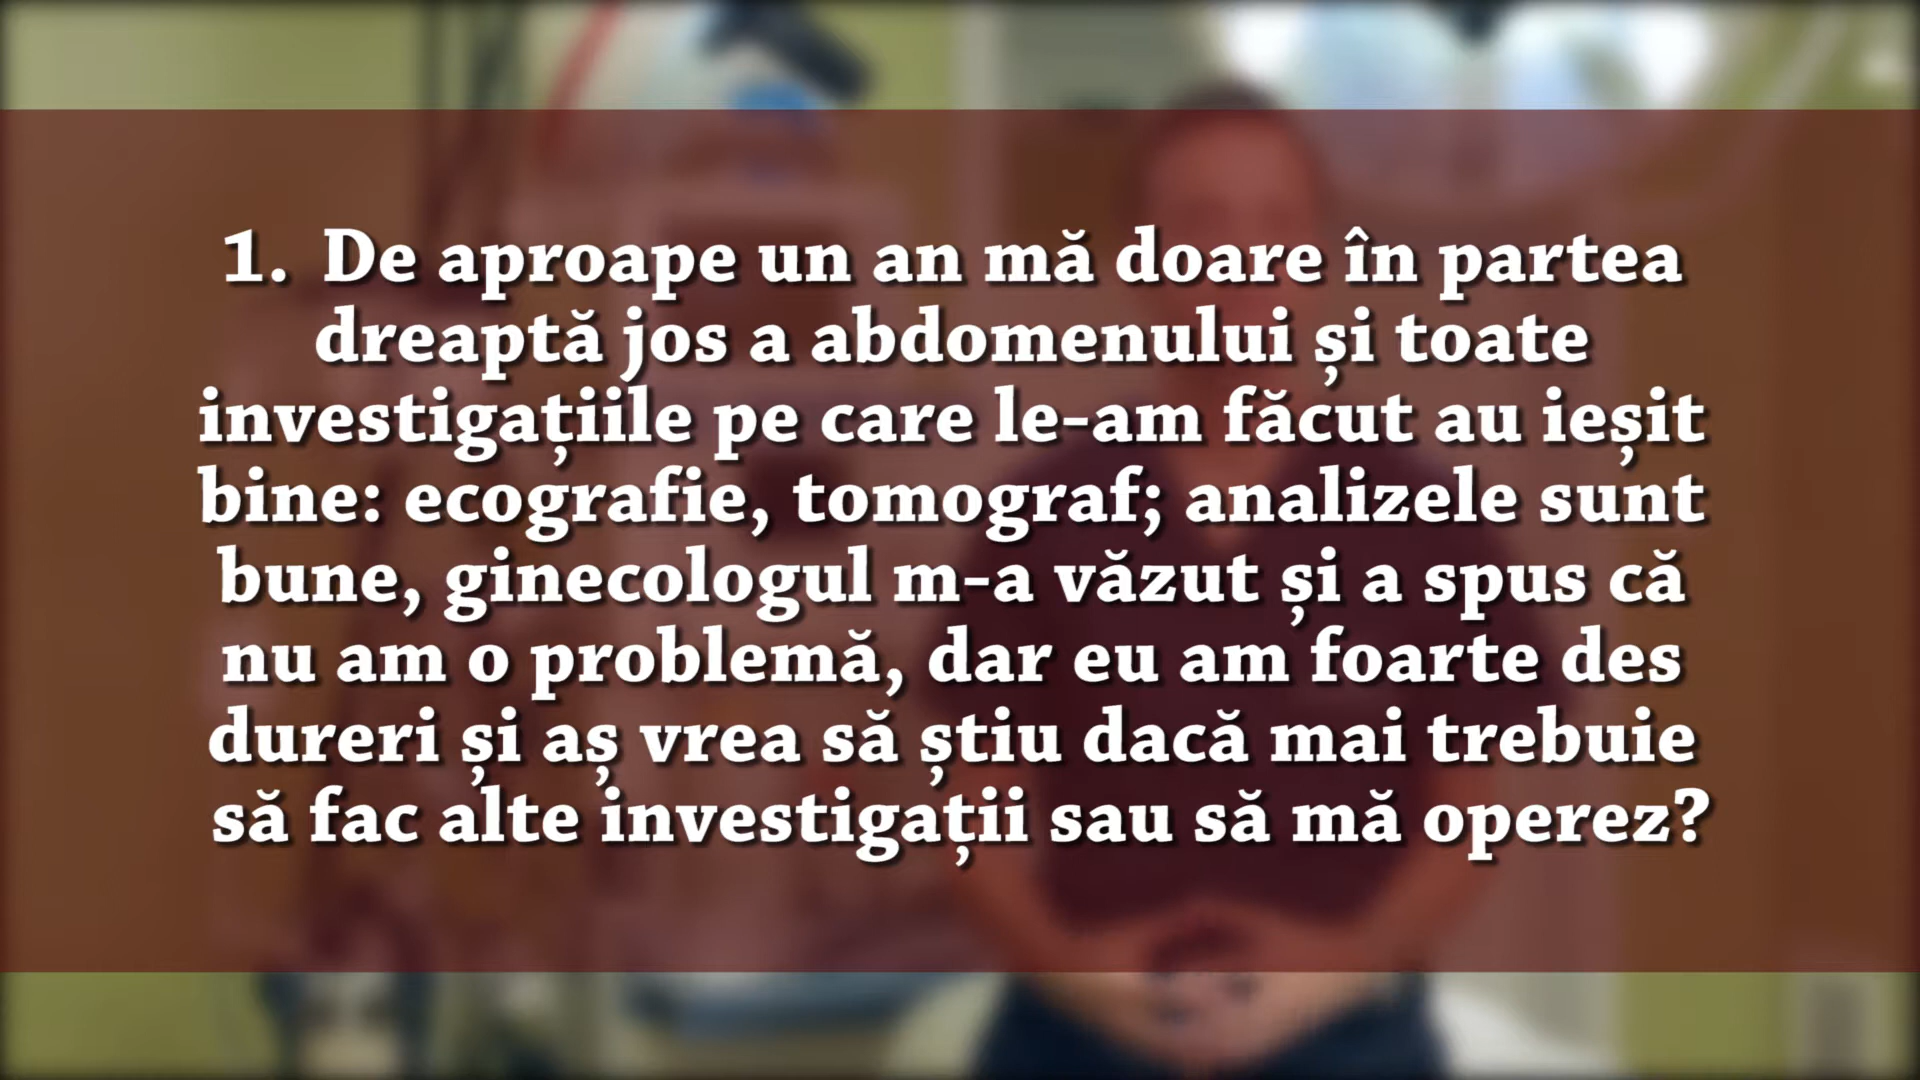 1. De aproape un an mă doare în partea
dreaptă jos a abdomenului și toate
investigațiile pe care le-am făcut au ieșit
bine: ecografie, tomograf; analizele sunt
bune, ginecologul m-a văzut și a spus că
nu am o problemă, dar eu am foarte des
dureri și aș vrea să știu dacă mai trebuie
să fac alte investigații sau să mă operez?